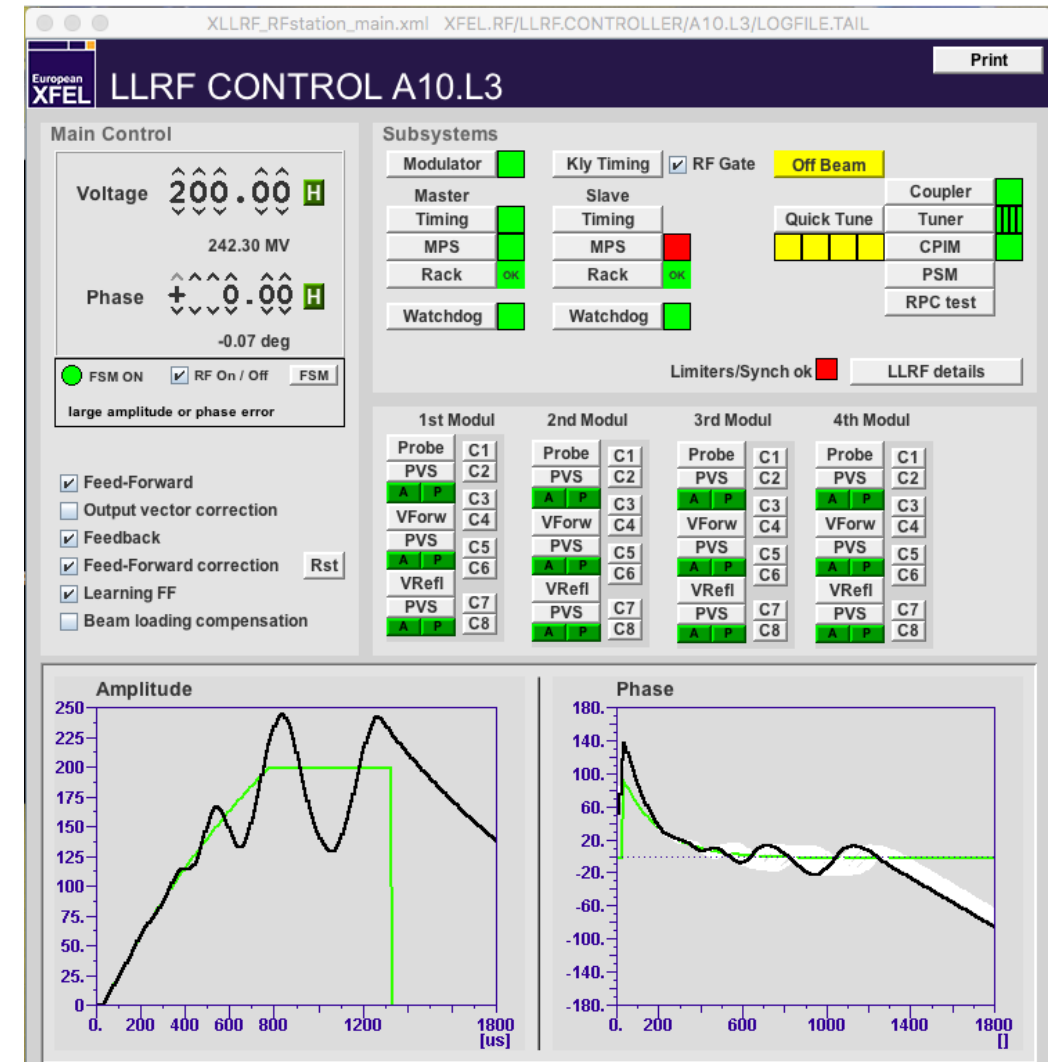 XLLRF_RFstation_main.xml XFEL.RF/LLRF.CONTROLLER/A10.L3/LOGFILE.TAIL
Print
European
XFEL
LLRF CONTROL A10.L3
Main Control
Voltage 200.00 H
242.30 MV
Phase + 0.00 H
-0.07 deg
FSM ON RF On / Off FSM
large amplitude or phase error
Feed-Forward
Output vector correction
Feedback
Feed-Forward correction Rst
Learning FF
Beam loading compensation
Subsystems
Modulator Kly Timing RF Gate Off Beam
Master Slave Coupler
Timing Timing Quick Tune Tuner
MPS MPS CPIM
Rack OK Rack OK PSM
RPC test
Watchdog Watchdog
Limiters/Synch ok LLRF details
1st Modul 2nd Modul 3rd Modul 4th Modul
Probe C1 Probe C1 Probe C1 Probe C1
PVS C2 PVS C2 PVS C2 PVS C2
A P C3 A P C3 A P C3 A P C3
VForw C4 VForw C4 VForw C4 VForw C4
PVS C5 PVS C5 PVS C5 PVS C5
A P C6 A P C6 A P C6 A P C6
VRefl VRefl VRefl VRefl
PVS C7 PVS C7 PVS C7 PVS C7
A P C8 A P C8 A P C8 A P C8
Amplitude
250
225
200
175
150
125
100
75.
50.
25.
0
0. 200 400 600 800 1200 1800
[us]
Phase
180.
140.
100.
60.
20.
-20.
-60.
-100.
-140.
-180.
0. 200 600 1000 1400 1800
[]